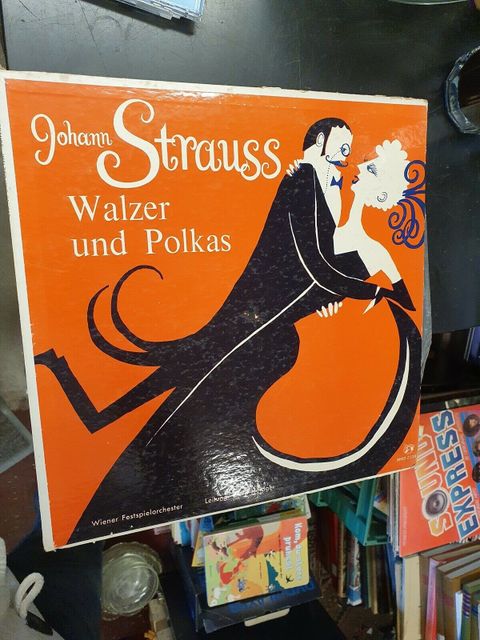 Johann Strauss
Walzer
und Polkas
Wiener Festspielorchester
SOUND
EXPRESS